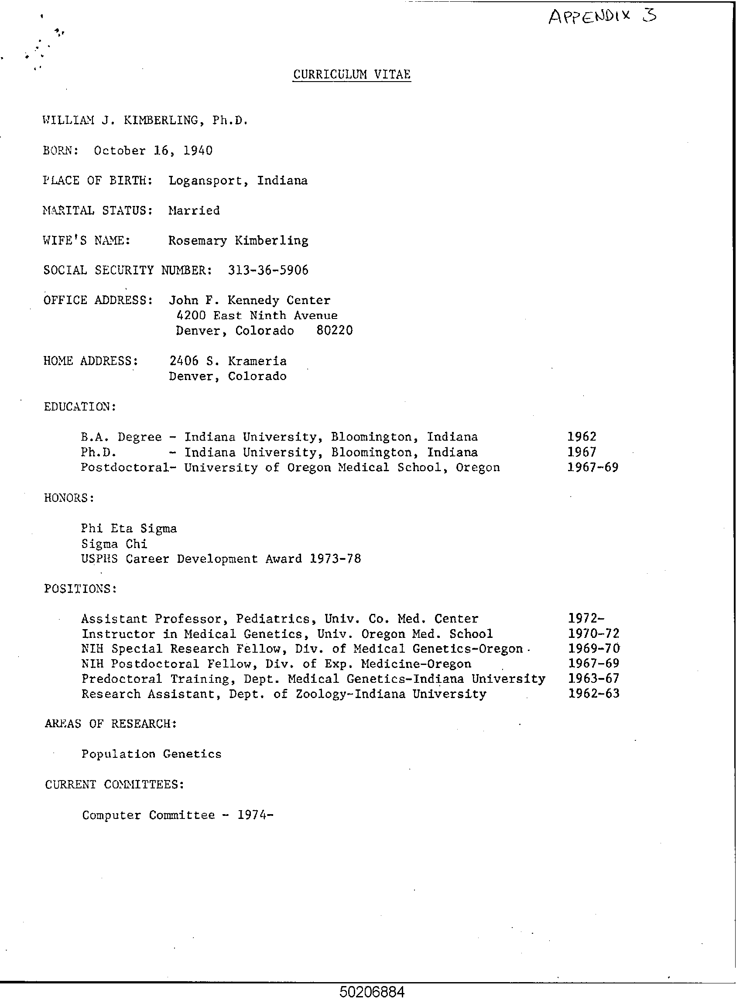 APPENDIX 3
CURRICULUM VITAE
WILLIAM J. KIMBERLING, Ph.D.
BORN: October 16, 1940
PLACE OF BIRTH: Logansport, Indiana
MARITAL STATUS: Married
WIFE'S NAME: Rosemary Kimberling
SOCIAL SECURITY NUMBER: 313-36-5906
OFFICE ADDRESS: John F. Kennedy Center
4200 East Ninth Avenue
Denver, Colorado 80220
HOME ADDRESS: 2406 S. Krameria
Denver, Colorado
EDUCATION:
B.A. Degree - Indiana University, Bloomington, Indiana 1962
Ph.D. - Indiana University, Bloomington, Indiana 1967
Postdoctoral- University of Oregon Medical School, Oregon 1967-69
HONORS:
Phi Eta Sigma
Sigma Chi
USPHS Career Development Award 1973-78
POSITIONS:
Assistant Professor, Pediatrics, Univ. Co. Med. Center 1972-
Instructor in Medical Genetics, Univ. Oregon Med. School 1970-72
NIH Special Research Fellow, Div. of Medical Genetics-Oregon 1969-70
NIH Postdoctoral Fellow, Div. of Exp. Medicine-Oregon 1967-69
Predoctoral Training, Dept. Medical Genetics-Indiana University 1963-67
Research Assistant, Dept. of Zoology-Indiana University 1962-63
AREAS OF RESEARCH:
Population Genetics
CURRENT COMMITTEES:
Computer Committee - 1974-
50206884